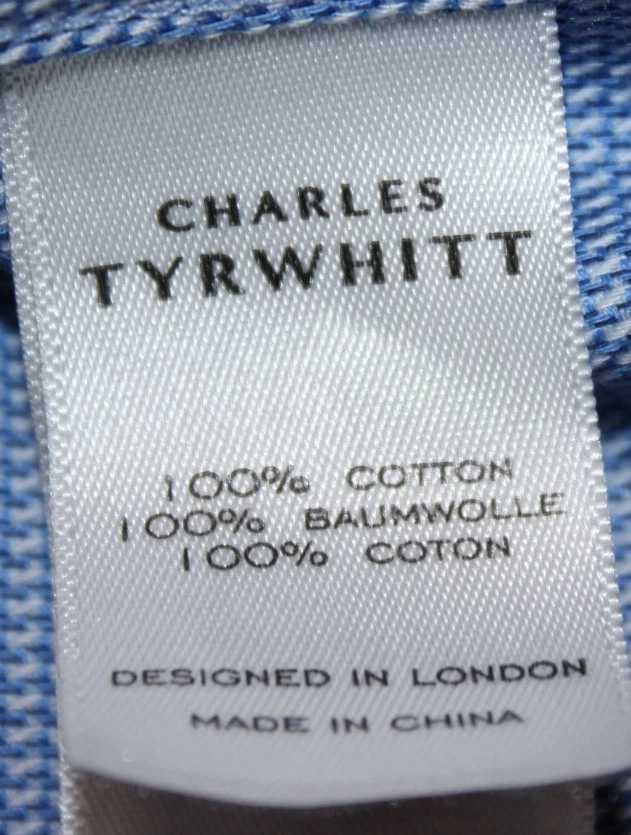 CHARLES
TYRWHITT
100% COTTON
100% BAUMWOLLE
100% COTON
DESIGNED IN LONDON
MADE IN CHINA